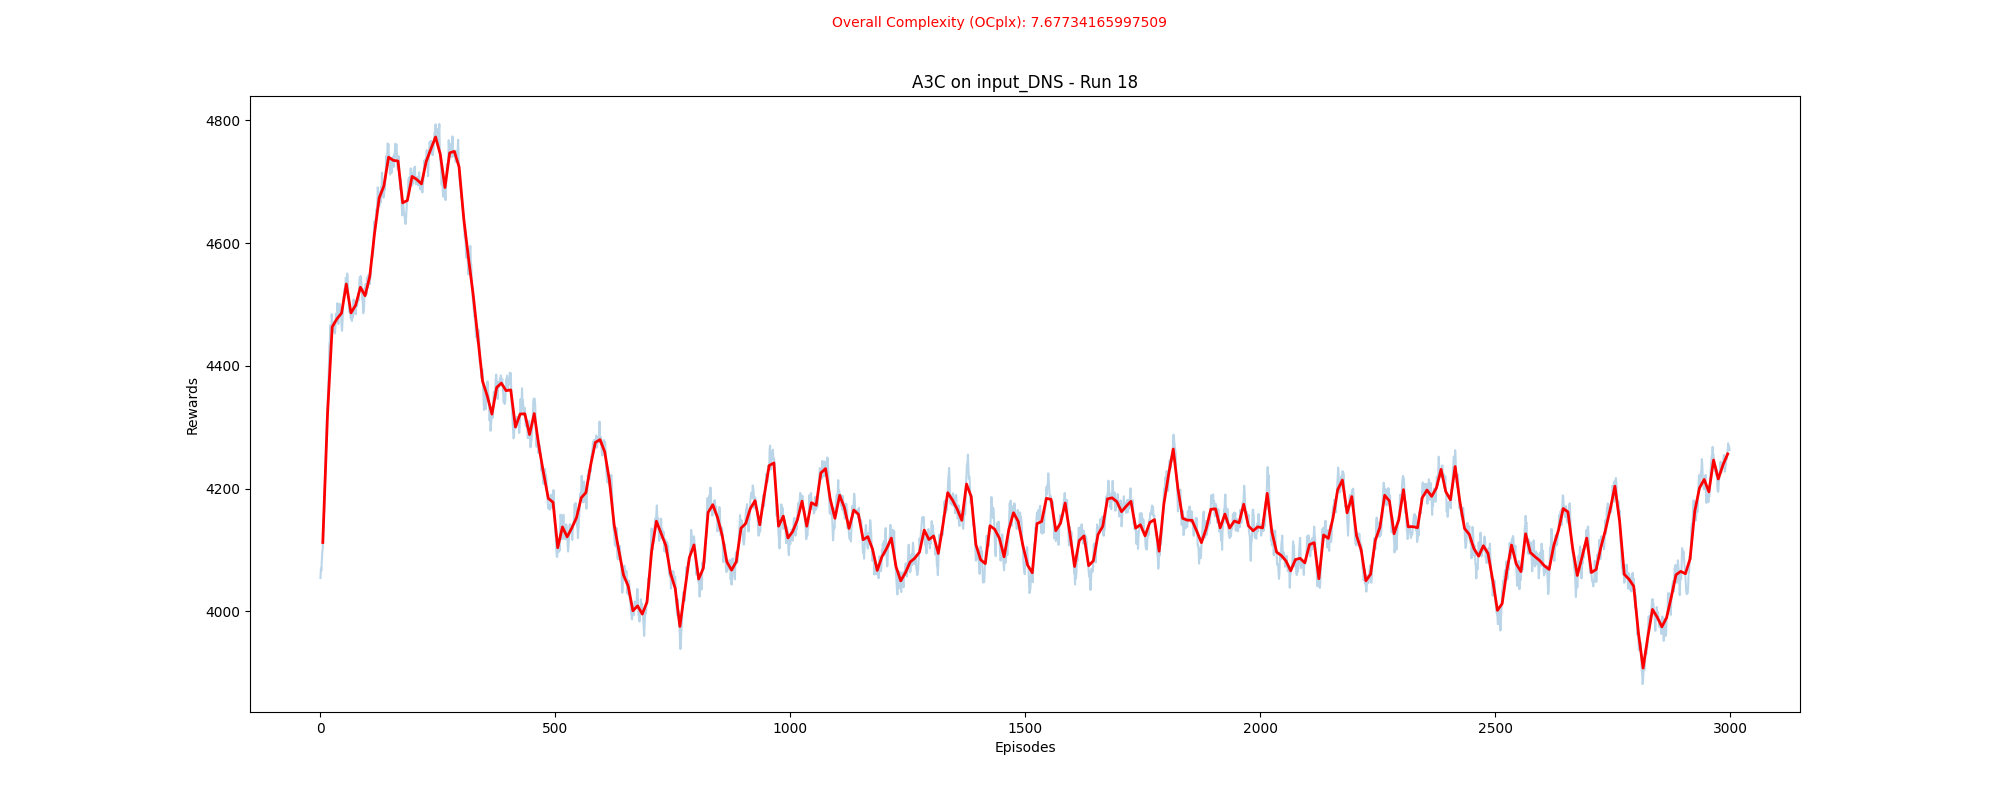 Overall Complexity (OCplx): 7.67734165997509
A3C on input_DNS - Run 18
4800
4600
4400
4200
4000
Rewards
0 500 1000 1500 2000 2500 3000
Episodes